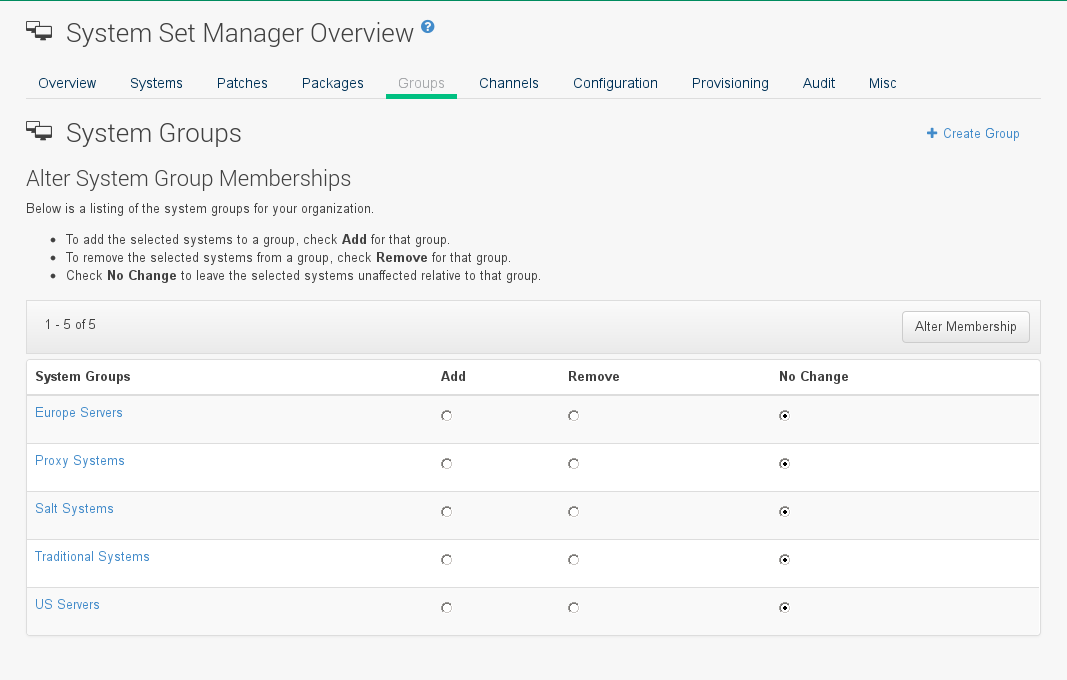 System Set Manager Overview ?
Overview Systems Patches Packages Groups Channels Configuration Provisioning Audit Misc
System Groups
+ Create Group
Alter System Group Memberships
Below is a listing of the system groups for your organization.
• To add the selected systems to a group, check Add for that group.
• To remove the selected systems from a group, check Remove for that group.
• Check No Change to leave the selected systems unaffected relative to that group.
1 - 5 of 5 Alter Membership
System Groups Add Remove No Change
Europe Servers
Proxy Systems
Salt Systems
Traditional Systems
US Servers